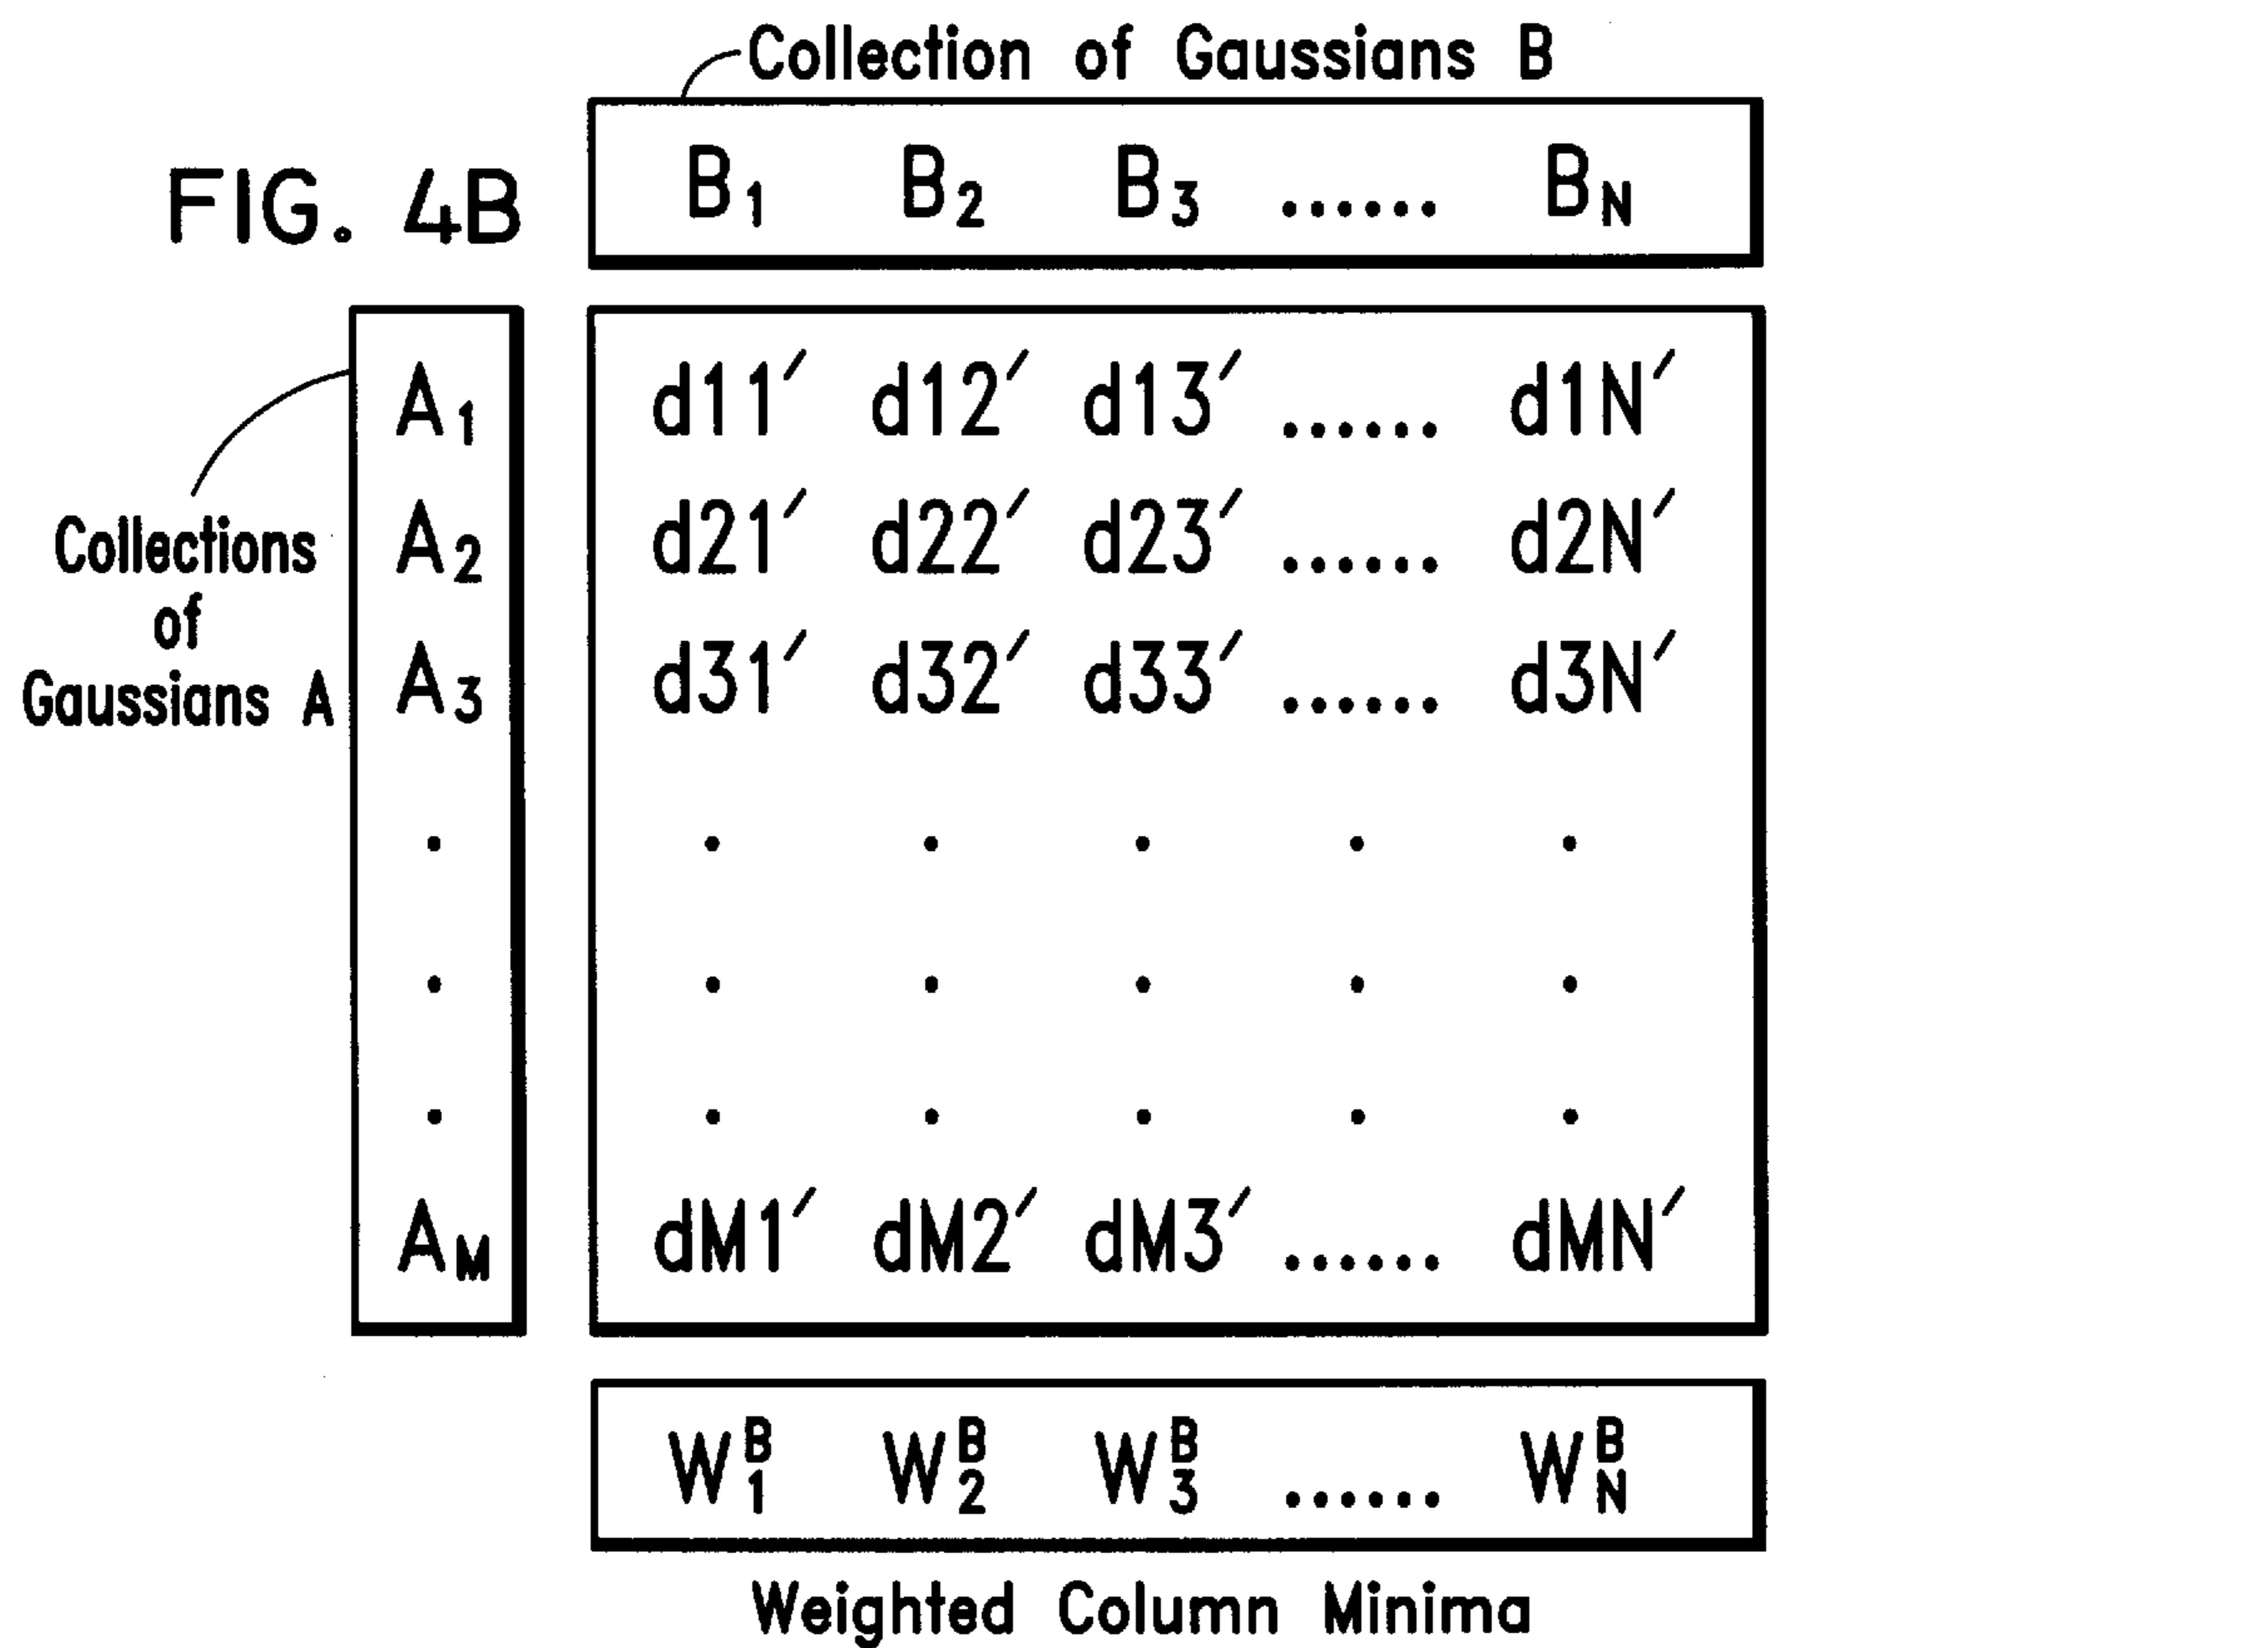 Collection of Gaussians B
FIG. 4B
B1 B2 B3 ...... BN
A1 d11′ d12′ d13′ ...... d1N′
Collections
of
Gaussians A
A2 d21′ d22′ d23′ ...... d2N′
A3 d31′ d32′ d33′ ...... d3N′
. . . . . .
. . . . . .
. . . . . .
AM dM1′ dM2′ dM3′ ...... dMN′
W₁ᴮ W₂ᴮ W₃ᴮ ...... W_Nᴮ
Weighted Column Minima